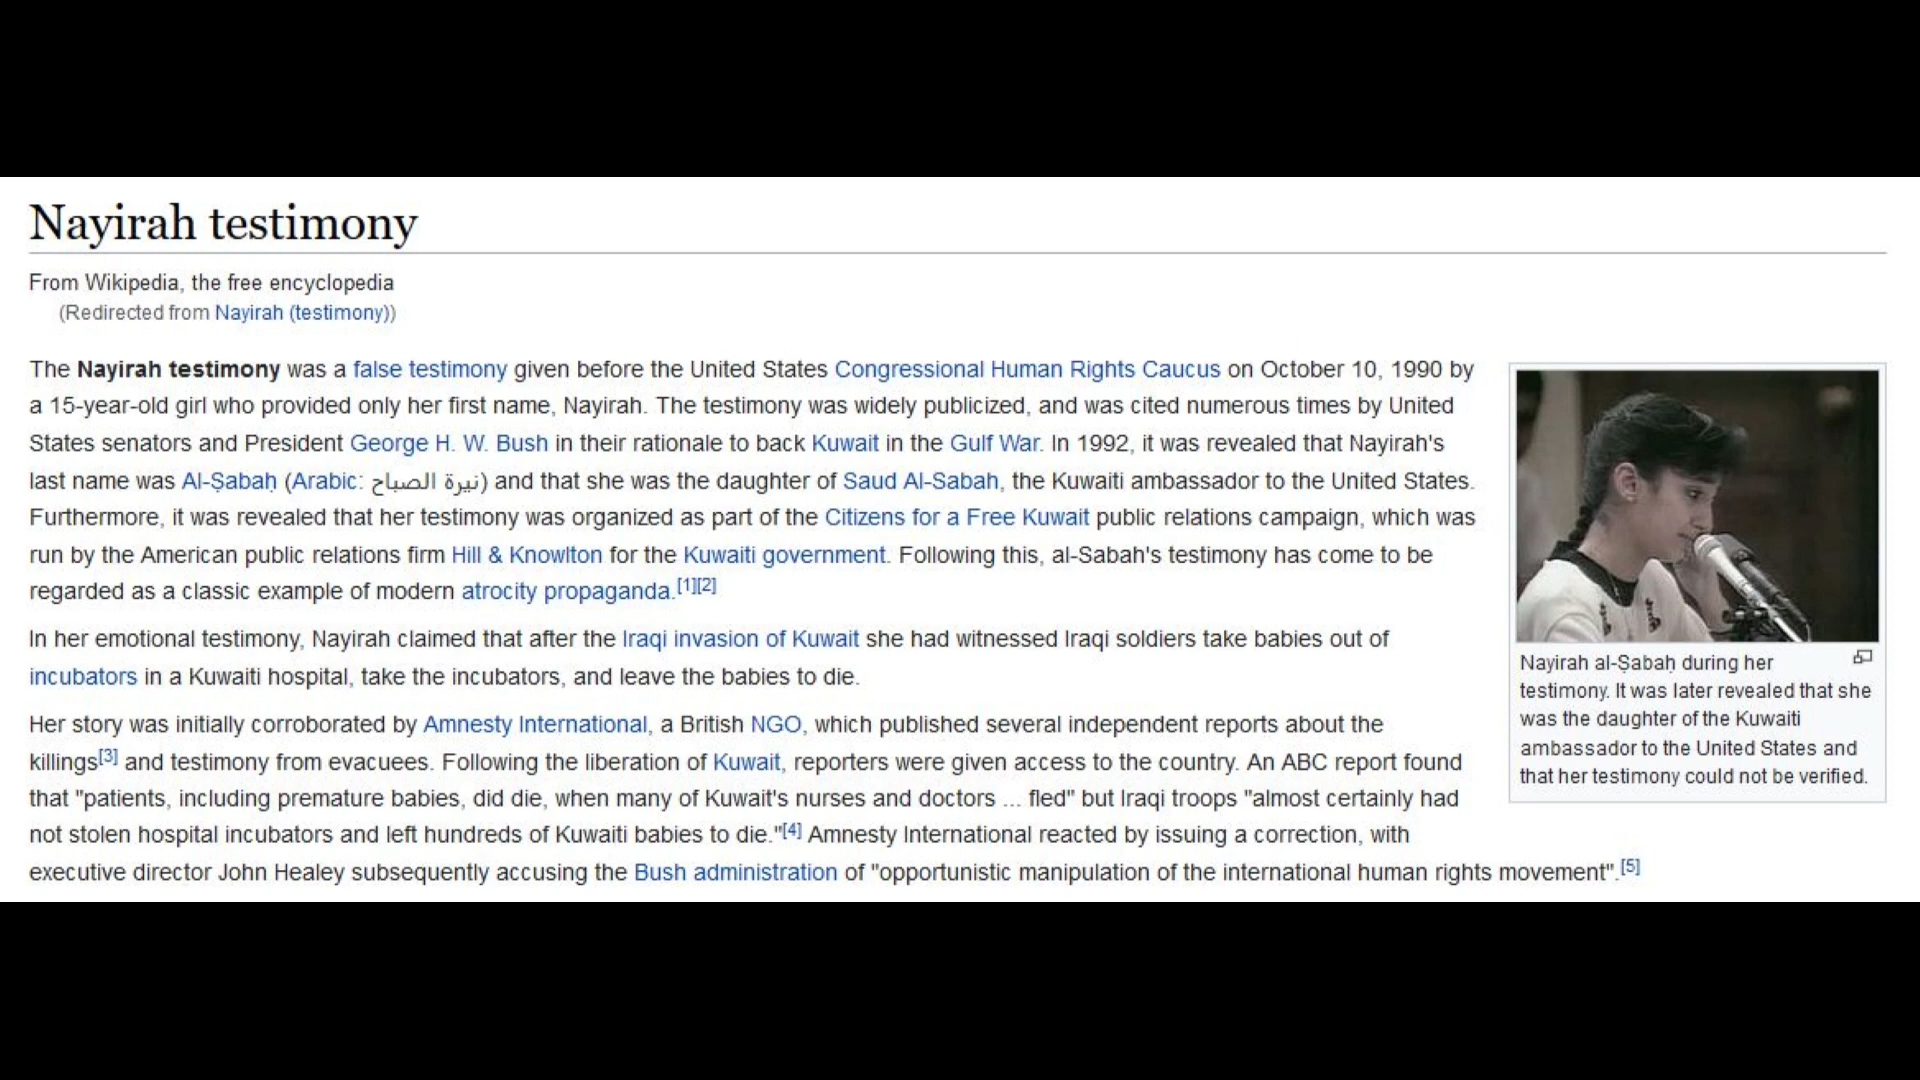 Nayirah testimony
From Wikipedia, the free encyclopedia
(Redirected from Nayirah (testimony))
The Nayirah testimony was a false testimony given before the United States Congressional Human Rights Caucus on October 10, 1990 by
a 15-year-old girl who provided only her first name, Nayirah. The testimony was widely publicized, and was cited numerous times by United
States senators and President George H. W. Bush in their rationale to back Kuwait in the Gulf War. In 1992, it was revealed that Nayirah's
last name was Al-Ṣabaḥ (Arabic: نيرة الصباح) and that she was the daughter of Saud Al-Sabah, the Kuwaiti ambassador to the United States.
Furthermore, it was revealed that her testimony was organized as part of the Citizens for a Free Kuwait public relations campaign, which was
run by the American public relations firm Hill & Knowlton for the Kuwaiti government. Following this, al-Sabah's testimony has come to be
regarded as a classic example of modern atrocity propaganda.[1][2]
In her emotional testimony, Nayirah claimed that after the Iraqi invasion of Kuwait she had witnessed Iraqi soldiers take babies out of
incubators in a Kuwaiti hospital, take the incubators, and leave the babies to die.
Her story was initially corroborated by Amnesty International, a British NGO, which published several independent reports about the
killings[3] and testimony from evacuees. Following the liberation of Kuwait, reporters were given access to the country. An ABC report found
that "patients, including premature babies, did die, when many of Kuwait's nurses and doctors ... fled" but Iraqi troops "almost certainly had
not stolen hospital incubators and left hundreds of Kuwaiti babies to die."[4] Amnesty International reacted by issuing a correction, with
executive director John Healey subsequently accusing the Bush administration of "opportunistic manipulation of the international human rights movement".[5]
Nayirah al-Ṣabaḥ during her
testimony. It was later revealed that she
was the daughter of the Kuwaiti
ambassador to the United States and
that her testimony could not be verified.